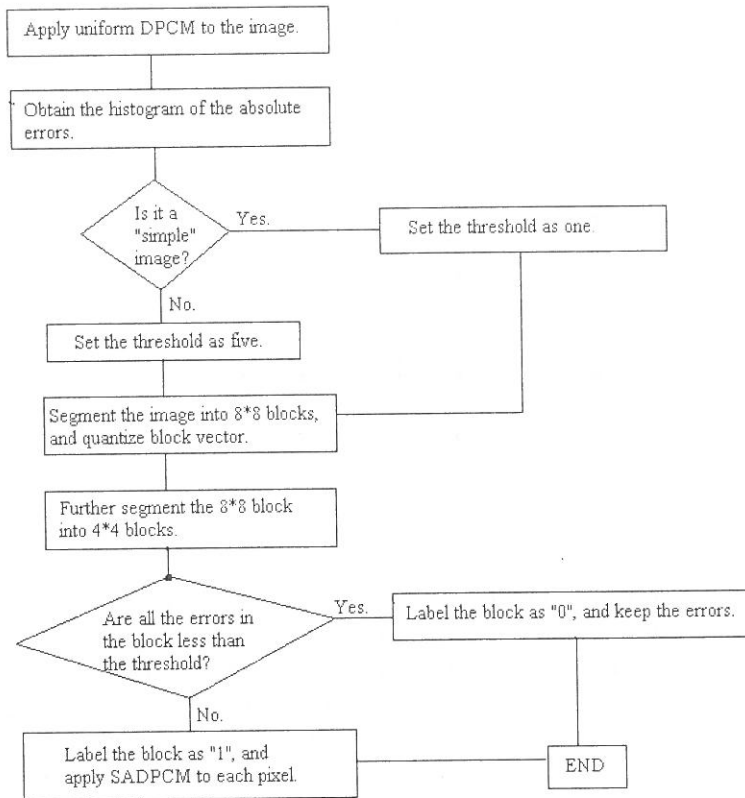 Apply uniform DPCM to the image.
Obtain the histogram of the absolute
errors.
Is it a
"simple"
image?
Yes.
Set the threshold as one.
No.
Set the threshold as five.
Segment the image into 8*8 blocks,
and quantize block vector.
Further segment the 8*8 block
into 4*4 blocks.
Are all the errors in
the block less than
the threshold?
Yes.
Label the block as "0", and keep the errors.
No.
Label the block as "1", and
apply SADPCM to each pixel.
END